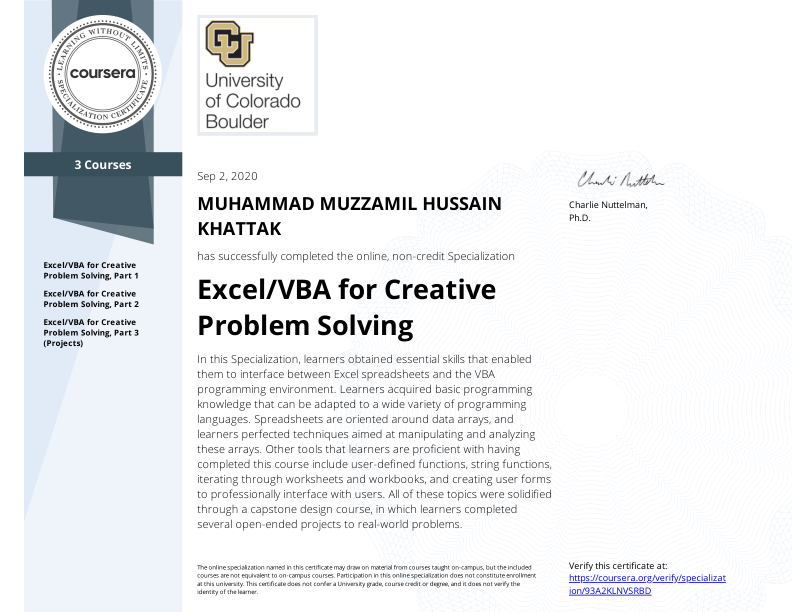 LEARNING WITHOUT LIMITS
coursera
SPECIALIZATION CERTIFICATE
3 Courses
Excel/VBA for Creative
Problem Solving, Part 1
Excel/VBA for Creative
Problem Solving, Part 2
Excel/VBA for Creative
Problem Solving, Part 3
(Projects)
CU
University
of Colorado
Boulder
Sep 2, 2020
MUHAMMAD MUZZAMIL HUSSAIN
KHATTAK
has successfully completed the online, non-credit Specialization
Excel/VBA for Creative
Problem Solving
In this Specialization, learners obtained essential skills that enabled
them to interface between Excel spreadsheets and the VBA
programming environment. Learners acquired basic programming
knowledge that can be adapted to a wide variety of programming
languages. Spreadsheets are oriented around data arrays, and
learners perfected techniques aimed at manipulating and analyzing
these arrays. Other tools that learners are proficient with having
completed this course include user-defined functions, string functions,
iterating through worksheets and workbooks, and creating user forms
to professionally interface with users. All of these topics were solidified
through a capstone design course, in which learners completed
several open-ended projects to real-world problems.
Charlie Nuttelman
Charlie Nuttelman,
Ph.D.
The online specialization named in this certificate may draw on material from courses taught on-campus, but the included
courses are not equivalent to on-campus courses. Participation in this online specialization does not constitute enrollment
at this university. This certificate does not confer a University grade, course credit or degree, and it does not verify the
identity of the learner.
Verify this certificate at:
https://coursera.org/verify/specializat
ion/93A2KLNVSRBD